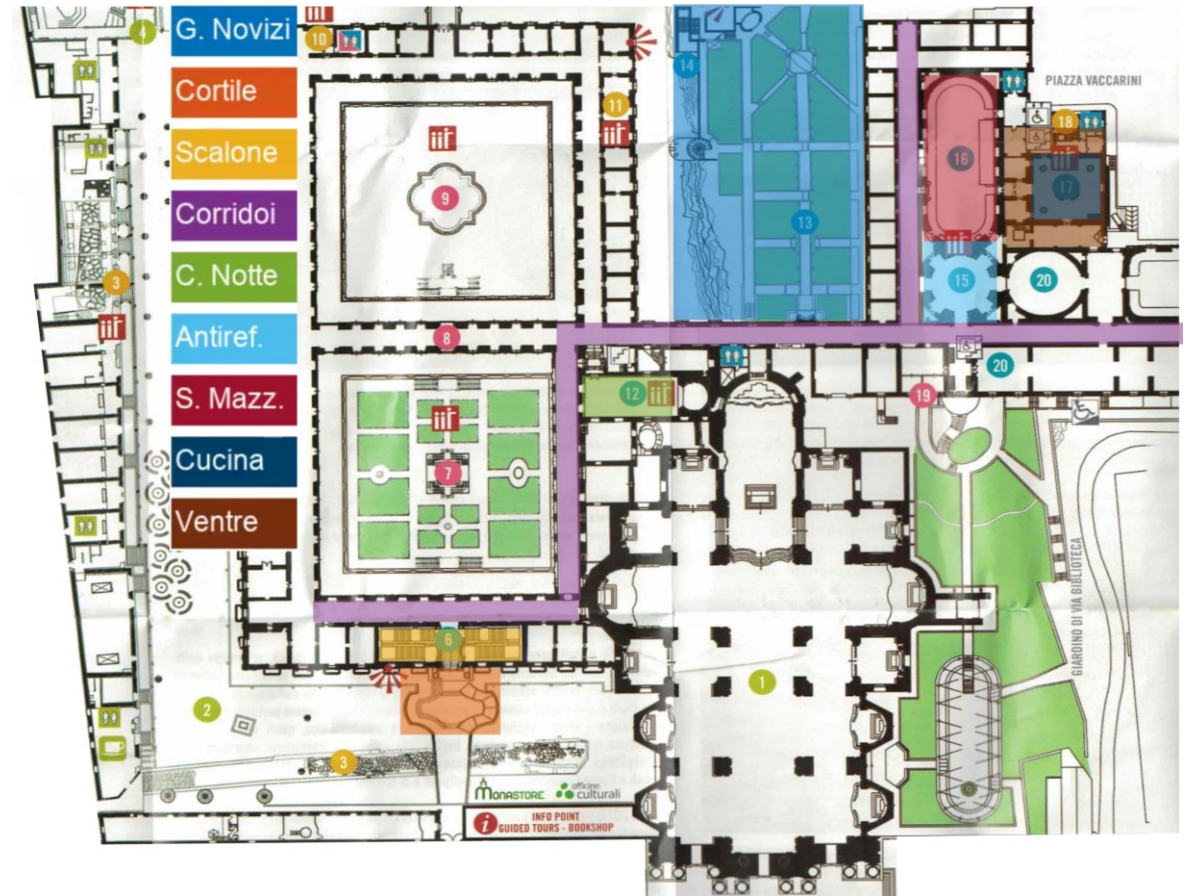 4
G. Novizi
10
14
PIAZZA VACCARINI
Cortile
11
18
Scalone
16
9
17
Corridoi
13
C. Notte
3
15
20
Antiref.
8
20
S. Mazz.
12
19
Cucina
7
Ventre
GIARDINO DI VIA BIBLIOTECA
6
1
2
3
MONASTORE
officine
culturali
i
INFO POINT
GUIDED TOURS - BOOKSHOP